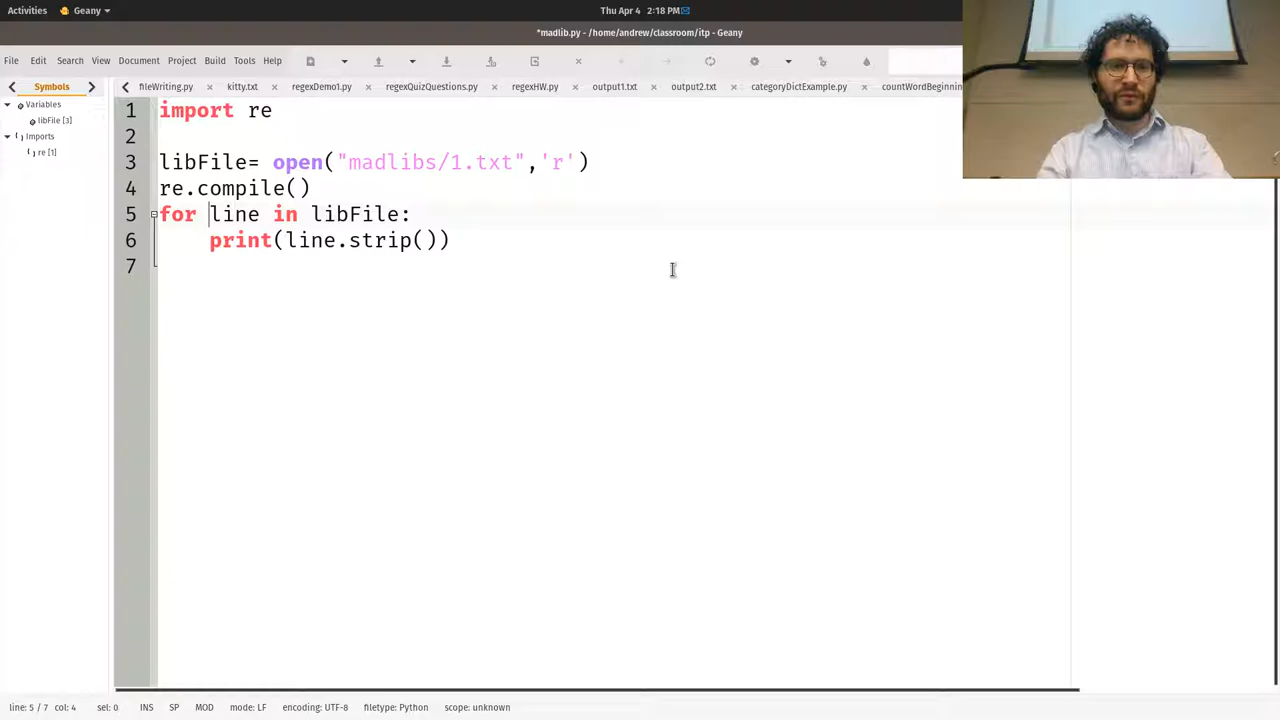 Activities
Geany
Thu Apr 4 2:18 PM
*madlib.py - /home/andrew/classroom/itp - Geany
File Edit Search View Document Project Build Tools Help
Symbols
fileWriting.py kitty.txt regexDemo1.py regexQuizQuestions.py regexHW.py output1.txt output2.txt categoryDictExample.py countWordBeginnin
Variables
libFile [3]
Imports
re [1]
1 import re
2
3 libFile= open("madlibs/1.txt",'r')
4 re.compile()
5 for line in libFile:
6 print(line.strip())
7
line: 5 / 7 col: 4 sel: 0 INS SP MOD mode: LF encoding: UTF-8 filetype: Python scope: unknown